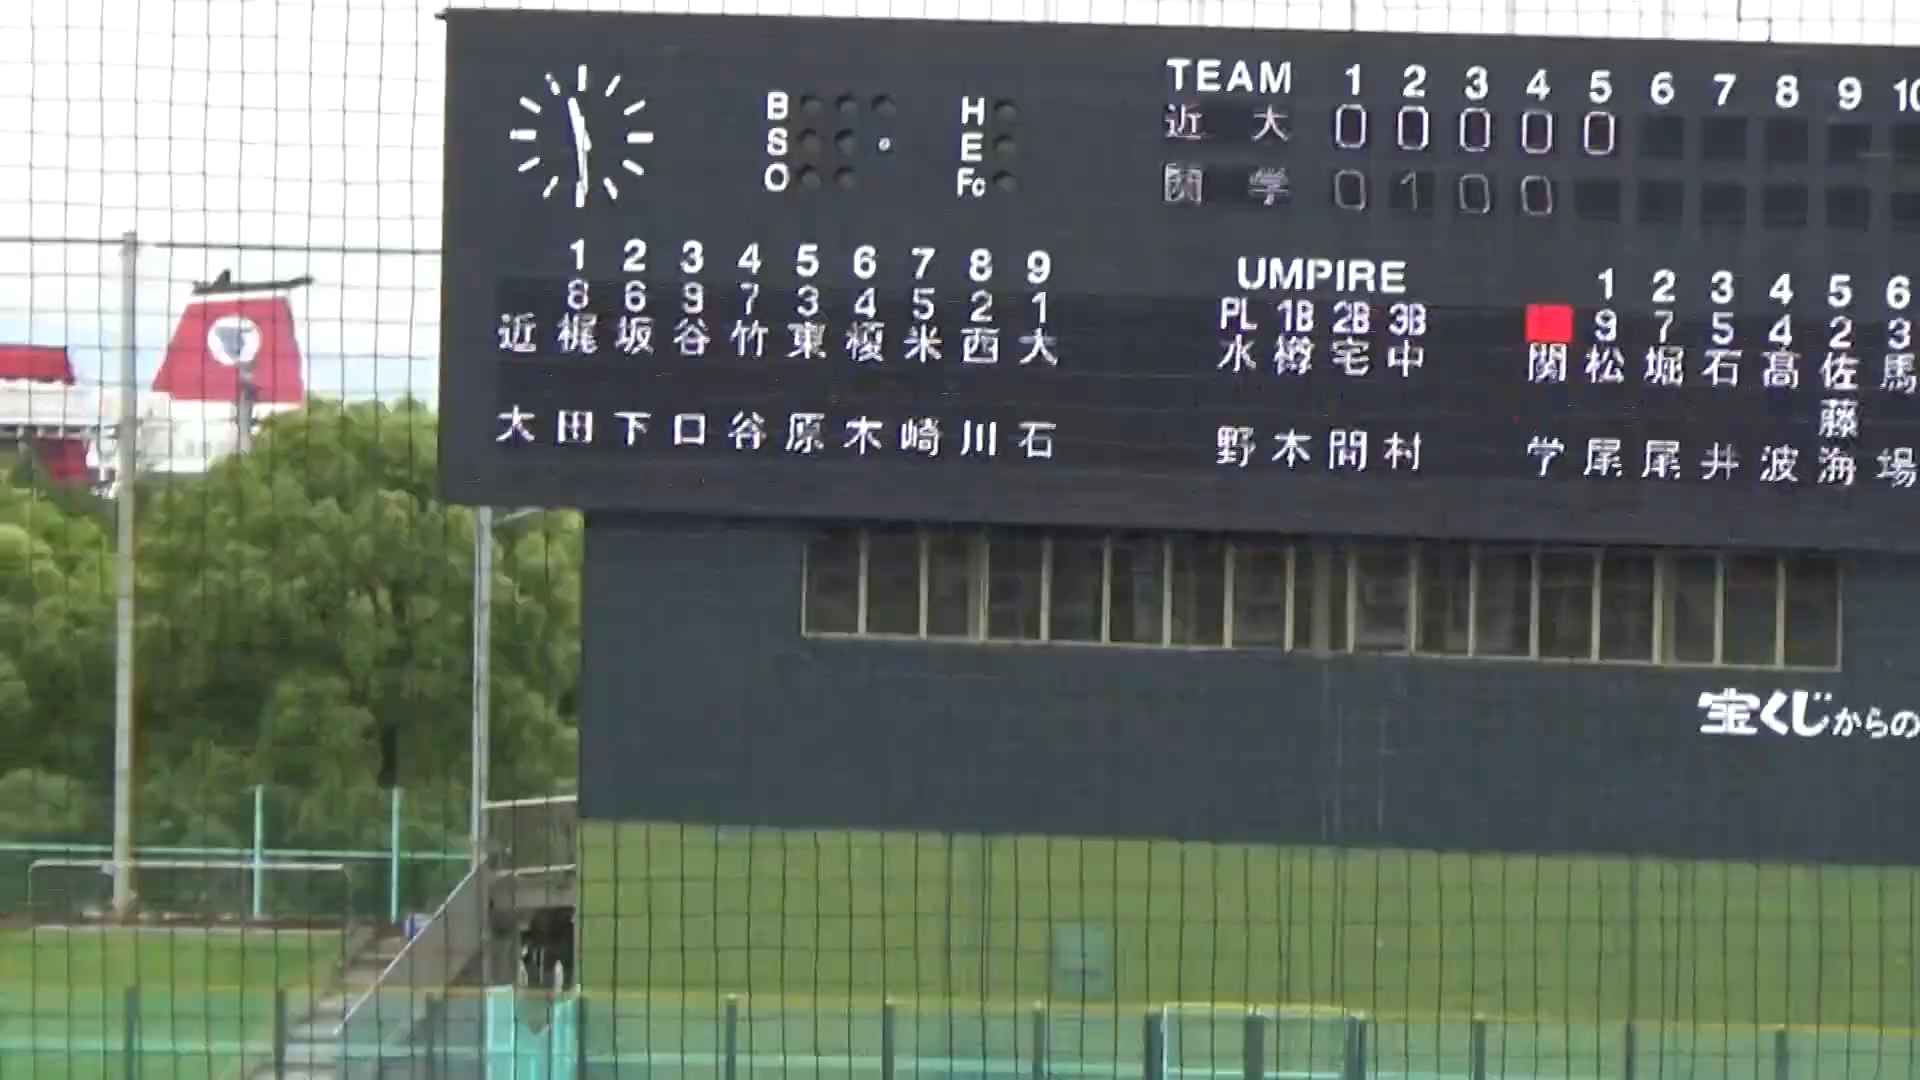 TEAM 1 2 3 4 5 6 7 8 9 10
近大 0 0 0 0 0
関学 0 1 0 0
B H
S E
O Fc
1 2 3 4 5 6 7 8 9
8 6 9 7 3 4 5 2 1
近大 梶田 坂下 谷口 竹谷 東原 榎木 米崎 西川 大石
UMPIRE
PL 1B 2B 3B
水野 樽木 宅間 中村
1 2 3 4 5 6
9 7 5 4 2 3
関学 松尾 堀尾 石井 髙波 佐藤海 馬場
宝くじからの